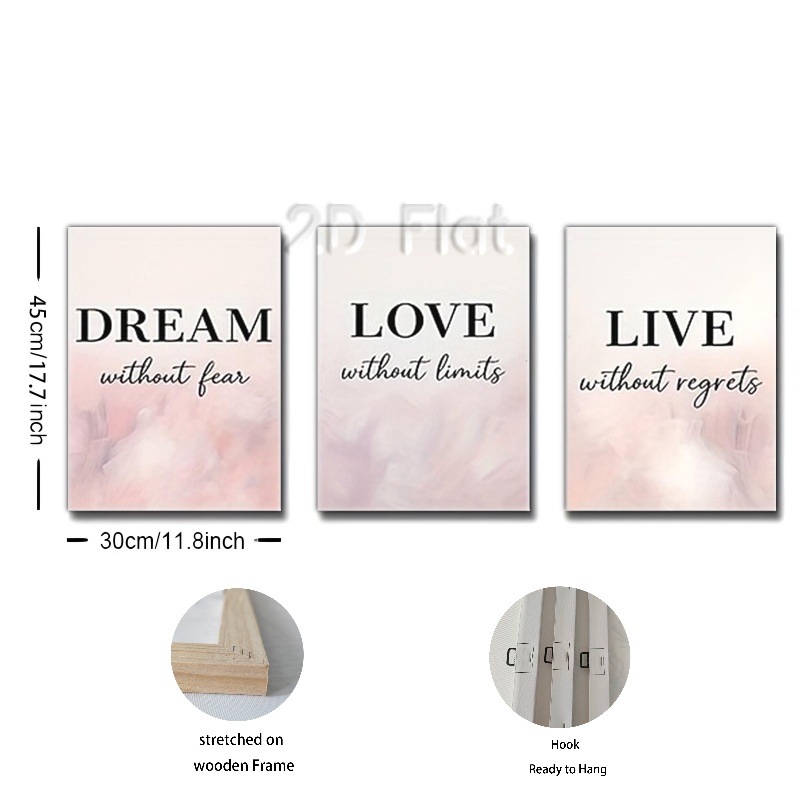 2.D Flat.
DREAM
without fear
LOVE
without limits
LIVE
without regrets
45cm/17.7inch
30cm/11.8inch
stretched on
wooden Frame
Hook
Ready to Hang